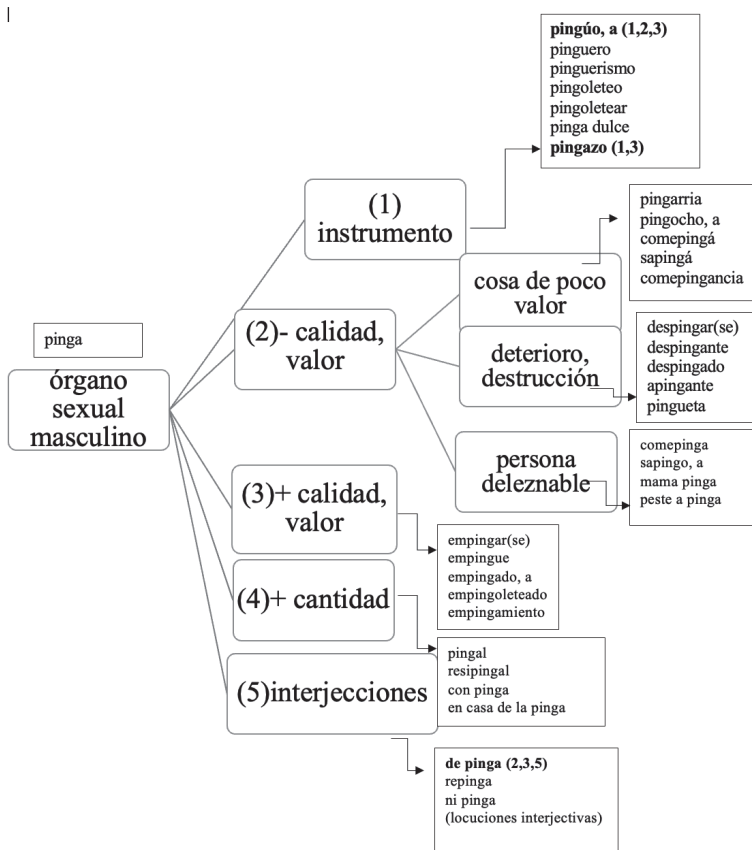 pinga
órgano
sexual
masculino
(1)
instrumento
pingúo, a (1,2,3)
pinguero
pinguerismo
pingoleteo
pingoletear
pinga dulce
pingazo (1,3)
(2)- calidad,
valor
cosa de poco
valor
pingarria
pingocho, a
comepingá
sapingá
comepingancia
deterioro,
destrucción
despingar(se)
despingante
despingado
apingante
pingueta
persona
deleznable
comepinga
sapingo, a
mama pinga
peste a pinga
(3)+ calidad,
valor
empingar(se)
empingue
empingado, a
empingoleteado
empingamiento
(4)+ cantidad
pingal
resipingal
con pinga
en casa de la pinga
(5)interjecciones
de pinga (2,3,5)
repinga
ni pinga
(locuciones interjectivas)